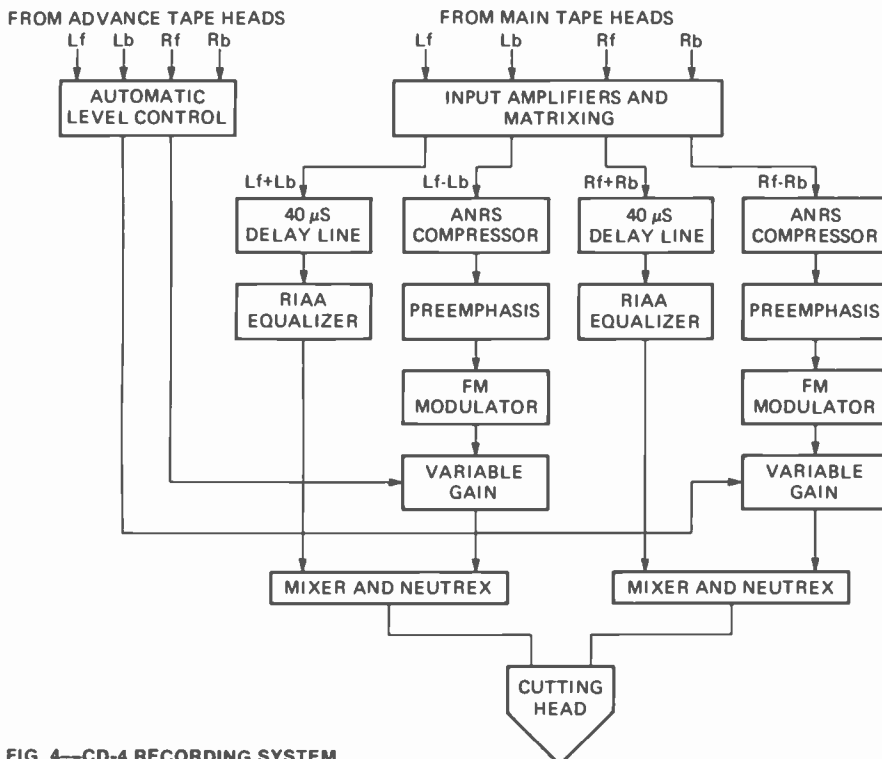 FROM ADVANCE TAPE HEADS
FROM MAIN TAPE HEADS
Lf Lb Rf Rb
Lf Lb Rf Rb
AUTOMATIC
LEVEL CONTROL
INPUT AMPLIFIERS AND
MATRIXING
Lf+Lb
Lf-Lb
Rf+Rb
Rf-Rb
40 μS
DELAY LINE
ANRS
COMPRESSOR
40 μS
DELAY LINE
ANRS
COMPRESSOR
RIAA
EQUALIZER
PREEMPHASIS
RIAA
EQUALIZER
PREEMPHASIS
FM
MODULATOR
FM
MODULATOR
VARIABLE
GAIN
VARIABLE
GAIN
MIXER AND NEUTREX
MIXER AND NEUTREX
CUTTING
HEAD
FIG. 4—CD-4 RECORDING SYSTEM